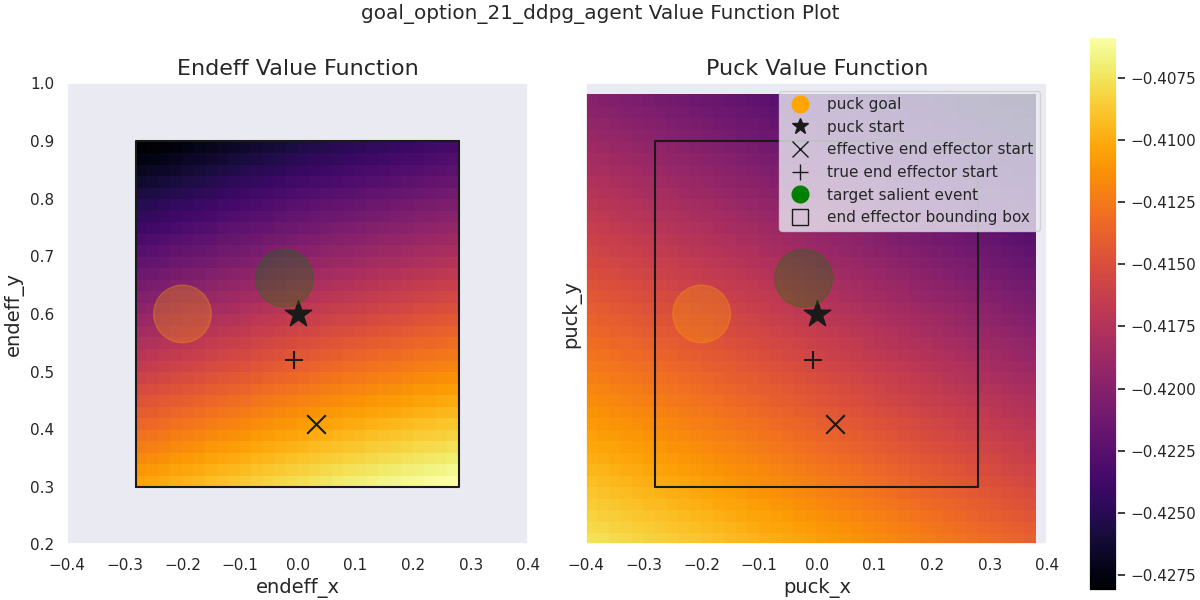 goal_option_21_ddpg_agent Value Function Plot
Endeff Value Function
1.0
0.9
0.8
0.7
0.6
0.5
0.4
0.3
0.2
endeff_y
−0.4
−0.3
−0.2
−0.1
0.0
0.1
0.2
0.3
0.4
endeff_x
Puck Value Function
puck goal
puck start
effective end effector start
true end effector start
target salient event
end effector bounding box
puck_y
−0.4
−0.3
−0.2
−0.1
0.0
0.1
0.2
0.3
0.4
puck_x
−0.4075
−0.4100
−0.4125
−0.4150
−0.4175
−0.4200
−0.4225
−0.4250
−0.4275